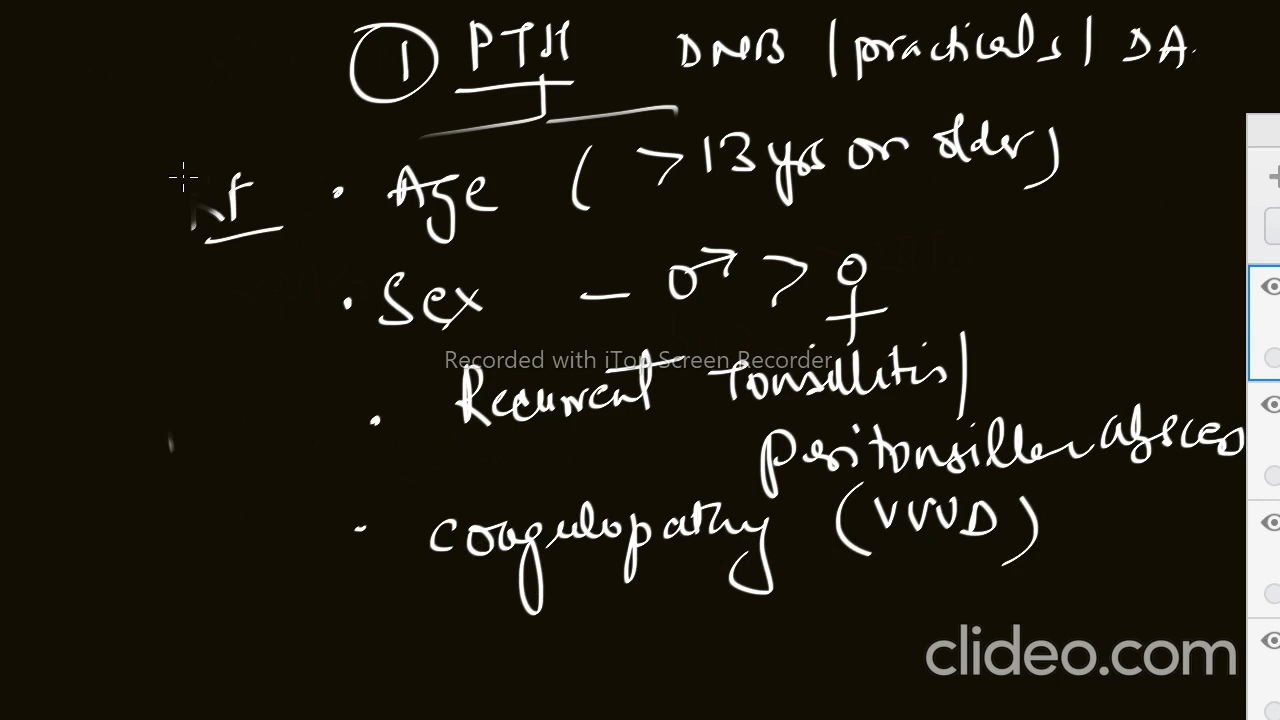 ① PTH DNB / practicals / DA.
• Age ( > 13 yrs or older )
• Sex – ♂ > ♀
Recorded with iTop Screen Recorder
• Recurrent Tonsillitis /
peritonsillar abscess
• Coagulopathy (VWD)
clideo.com